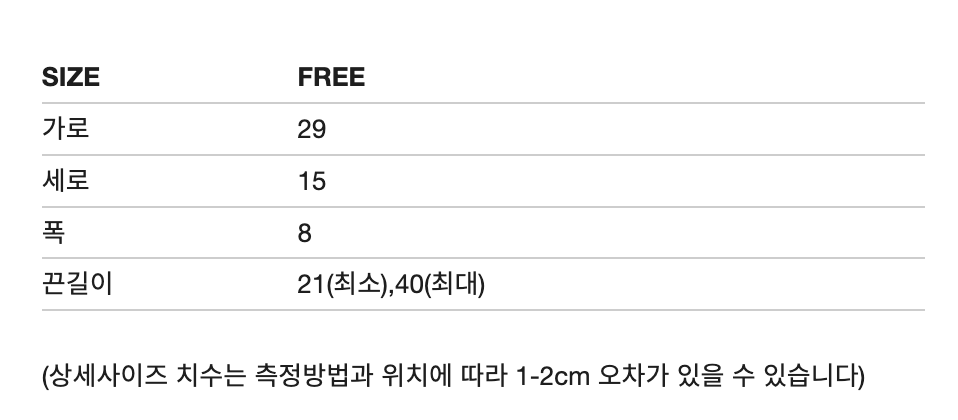 SIZE FREE
가로 29
세로 15
폭 8
끈길이 21(최소),40(최대)
(상세사이즈 치수는 측정방법과 위치에 따라 1-2cm 오차가 있을 수 있습니다)